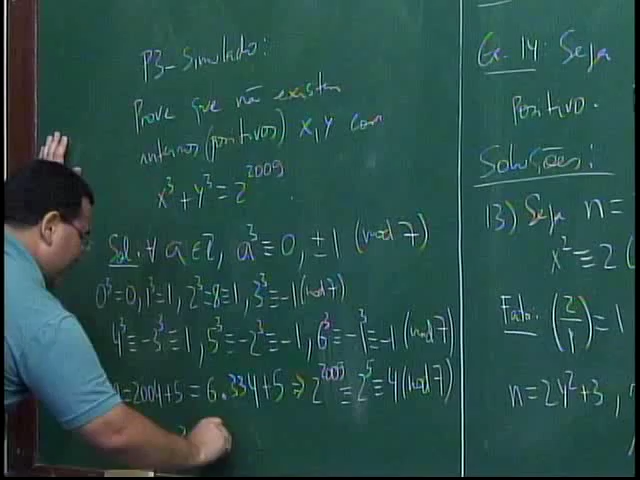 P3_ Simulado:
Prove que não existem
inteiros (positivos) x, y com
x³ + y³ = 2²⁰⁰⁹.
Sol: ∀ a ∈ ℤ, a³ ≡ 0, ±1 (mod 7)
0³ ≡ 0, 1³ ≡ 1, 2³ = 8 ≡ 1, 3³ ≡ -1 (mod 7)
4³ ≡ -3³ ≡ 1, 5³ ≡ -2³ ≡ -1, 6³ ≡ -1³ ≡ -1 (mod 7)
= 2004 + 5 = 6 · 334 + 5 ⇒ 2²⁰⁰⁹ ≡ 2⁵ ≡ 4 (mod 7)
Ex. 14: Seja
Positivo.
Soluções:
13) Seja n =
x² ≡ 2 (
Fato: (2/
) = 1
n = 2y² + 3,